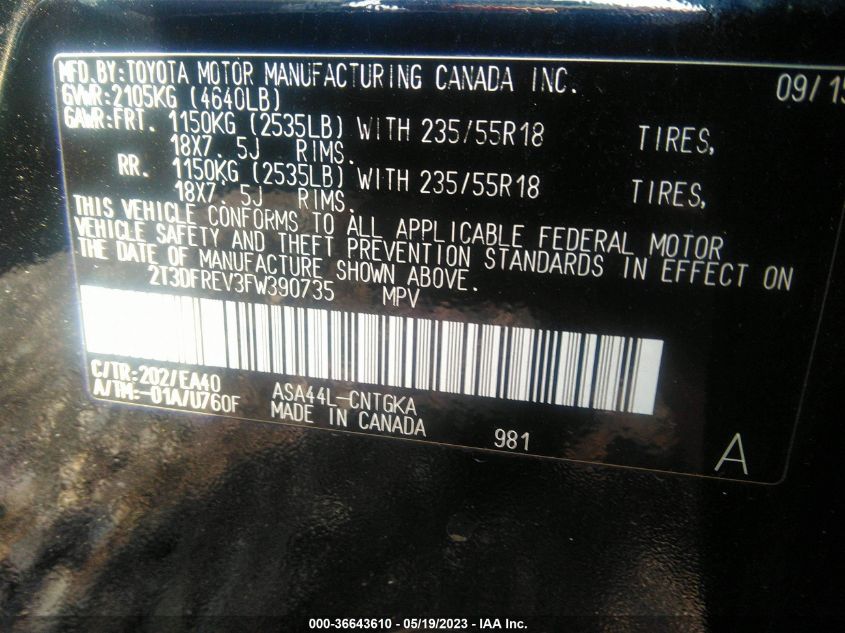 MFD.BY:TOYOTA MOTOR MANUFACTURING CANADA INC. 09/15
GVWR:2105KG (4640LB)
GAWR:FRT. 1150KG (2535LB) WITH 235/55R18 TIRES,
18X7. 5J RIMS.
RR. 1150KG (2535LB) WITH 235/55R18 TIRES,
18X7. 5J RIMS.
THIS VEHICLE CONFORMS TO ALL APPLICABLE FEDERAL MOTOR
VEHICLE SAFETY AND THEFT PREVENTION STANDARDS IN EFFECT ON
THE DATE OF MANUFACTURE SHOWN ABOVE.
2T3DFREV3FW390735 MPV
C/TR:202/EA40 ASA44L-CNTGKA
A/TM:-01A/U760F MADE IN CANADA
981 A
000-36643610 - 05/19/2023 - IAA Inc.